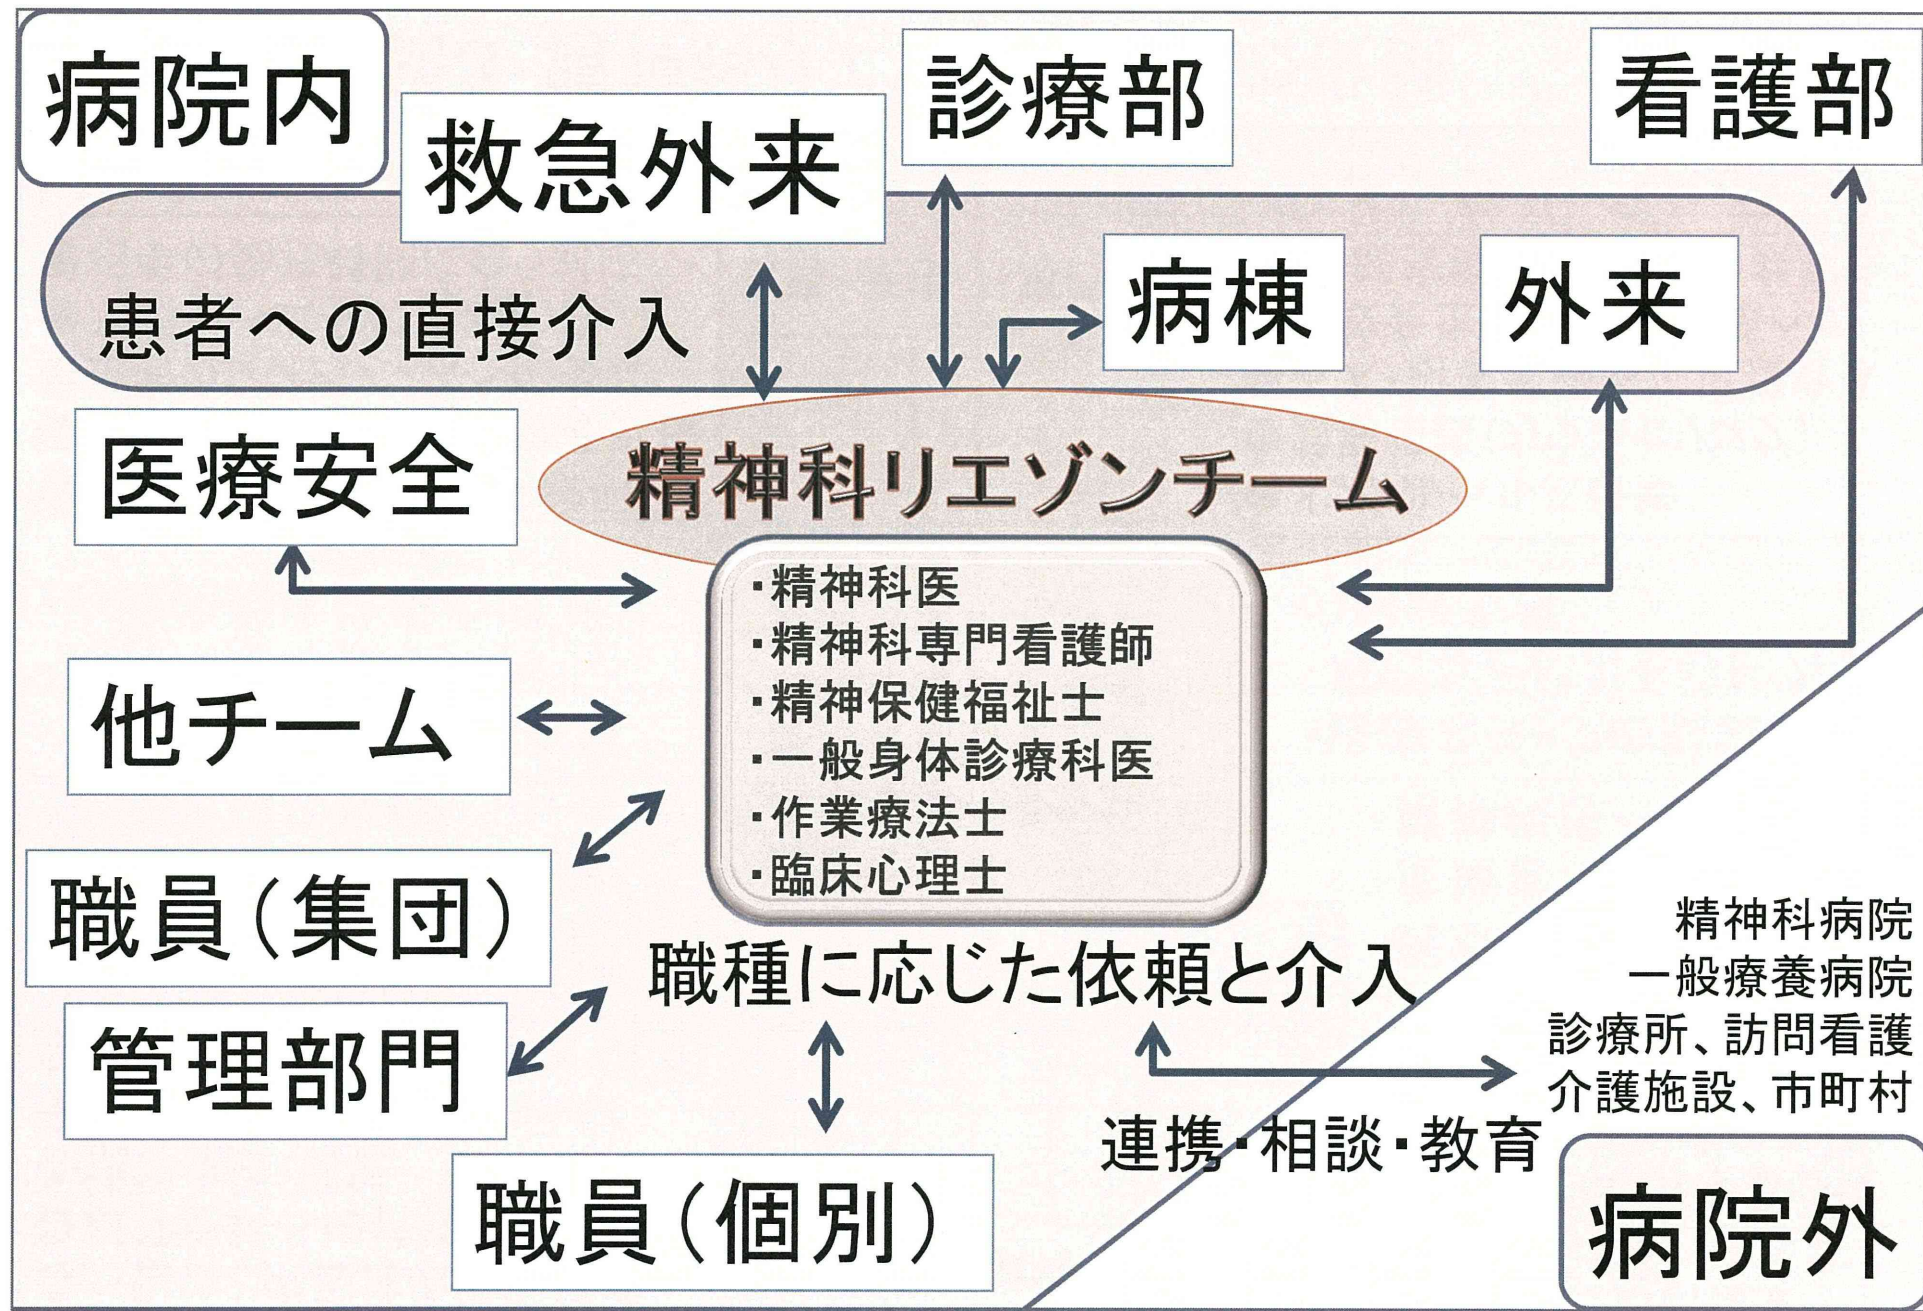 病院内
診療部
看護部
救急外来
病棟
外来
患者への直接介入
医療安全
精神科リエゾンチーム
・精神科医
・精神科専門看護師
・精神保健福祉士
・一般身体診療科医
・作業療法士
・臨床心理士
他チーム
職員（集団）
職種に応じた依頼と介入
管理部門
職員（個別）
精神科病院
一般療養病院
診療所、訪問看護
介護施設、市町村
連携・相談・教育
病院外